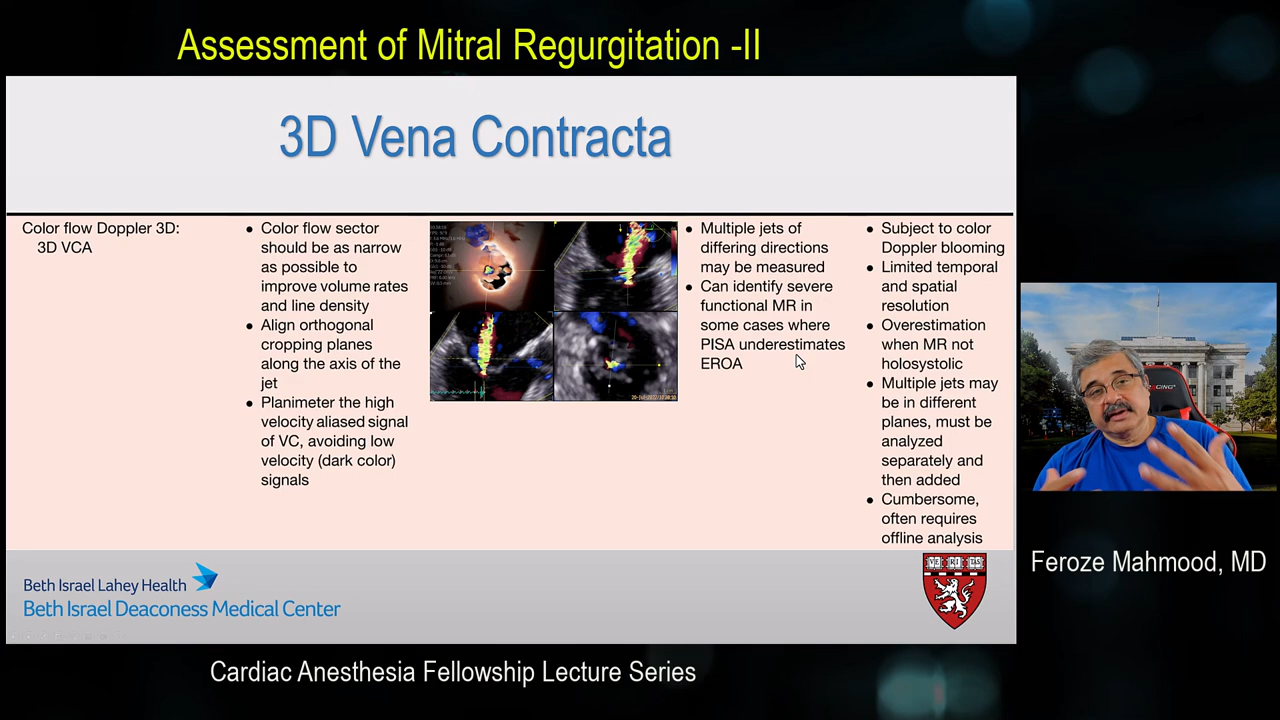 Assessment of Mitral Regurgitation -II
3D Vena Contracta
Color flow Doppler 3D:
3D VCA
• Color flow sector
should be as narrow
as possible to
improve volume rates
and line density
• Align orthogonal
cropping planes
along the axis of the
jet
• Planimeter the high
velocity aliased signal
of VC, avoiding low
velocity (dark color)
signals
• Multiple jets of
differing directions
may be measured
• Can identify severe
functional MR in
some cases where
PISA underestimates
EROA
• Subject to color
Doppler blooming
• Limited temporal
and spatial
resolution
• Overestimation
when MR not
holosystolic
• Multiple jets may
be in different
planes, must be
analyzed
separately and
then added
• Cumbersome,
often requires
offline analysis
Beth Israel Lahey Health
Beth Israel Deaconess Medical Center
VE RI TAS
Feroze Mahmood, MD
Cardiac Anesthesia Fellowship Lecture Series